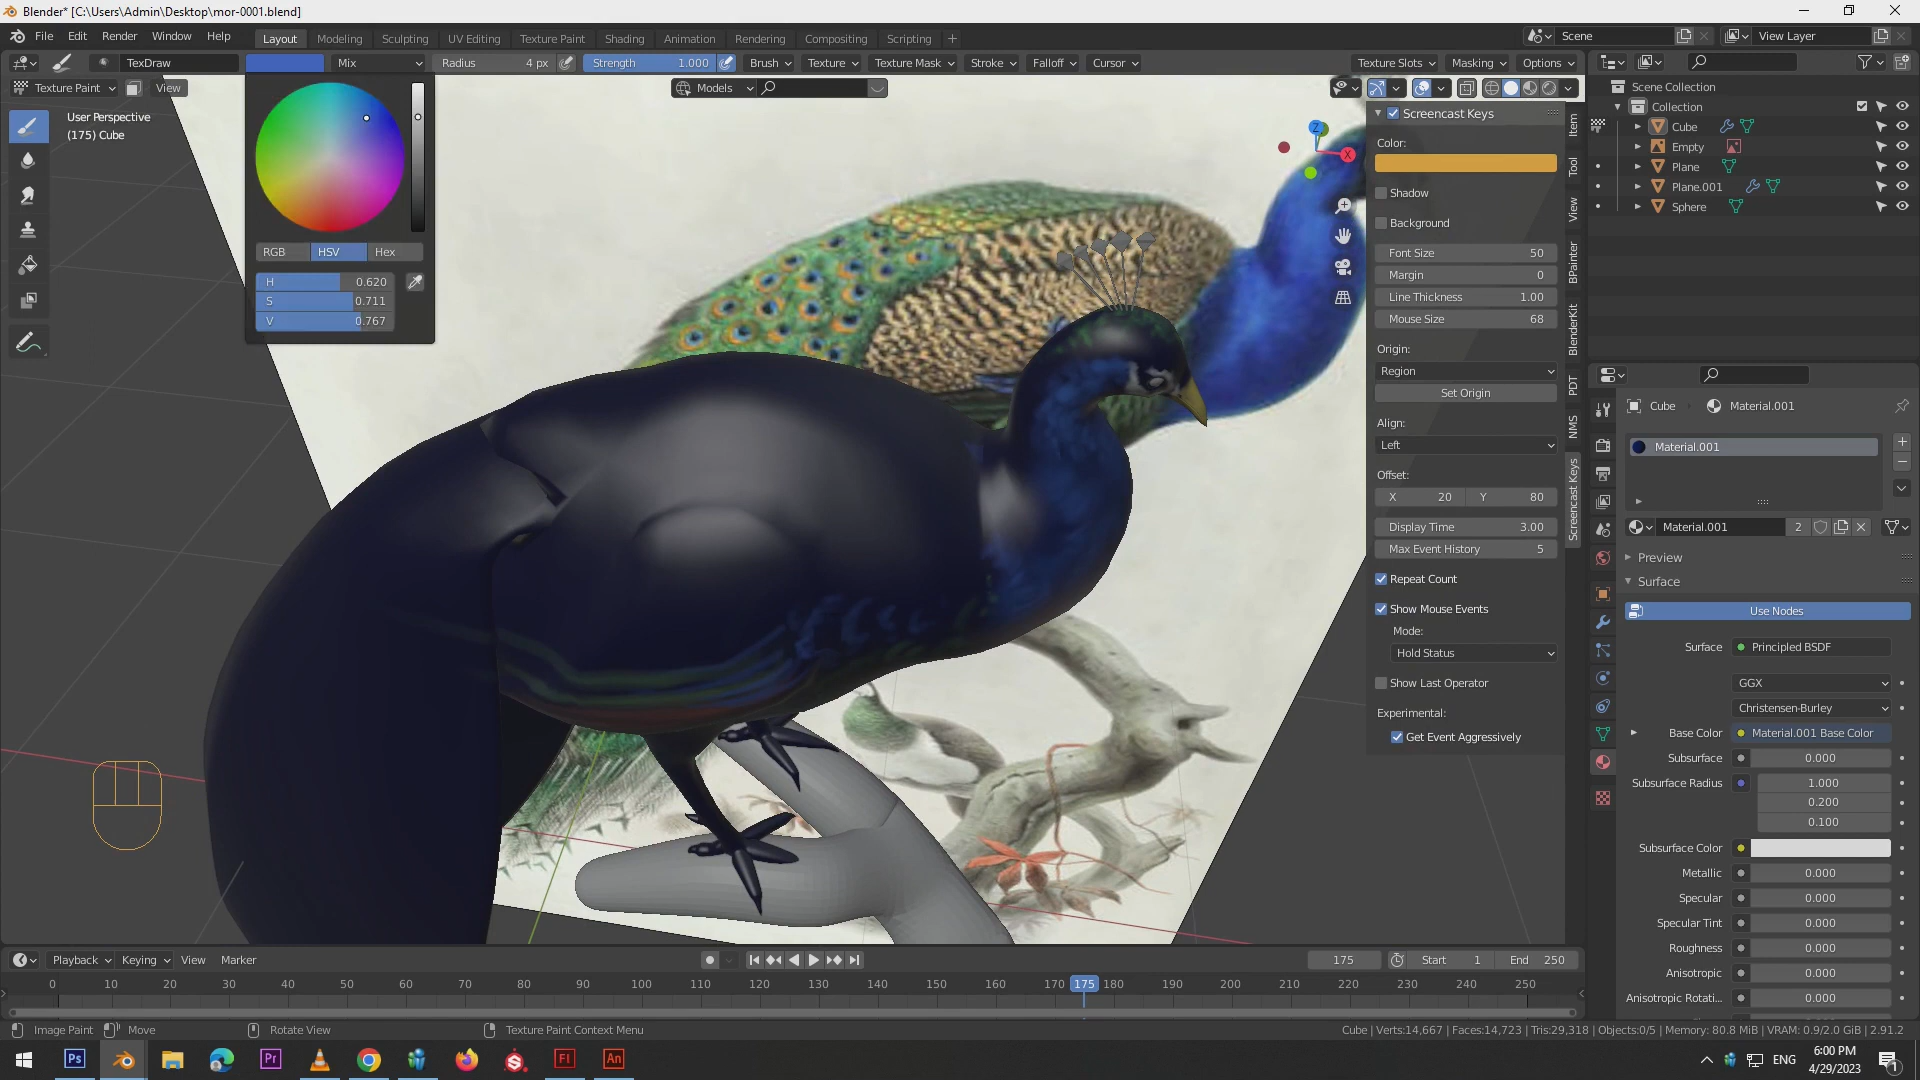 Blender* [C:\Users\Admin\Desktop\mor-0001.blend]
File Edit Render Window Help Layout Modeling Sculpting UV Editing Texture Paint Shading Animation Rendering Compositing Scripting + Scene View Layer
TexDraw Mix Radius 4 px Strength 1.000 Brush Texture Texture Mask Stroke Falloff Cursor Texture Slots Masking Options
Texture Paint View Models
User Perspective
(175) Cube
RGB HSV Hex
H 0.620
S 0.711
V 0.767
Z
X
Screencast Keys
Color:
Shadow
Background
Font Size 50
Margin 0
Line Thickness 1.00
Mouse Size 68
Origin:
Region
Set Origin
Align:
Left
Offset:
X 20 Y 80
Display Time 3.00
Max Event History 5
Repeat Count
Show Mouse Events
Mode:
Hold Status
Show Last Operator
Experimental:
Get Event Aggressively
Item
Tool
View
BPainter
BlenderKit
PDT
NMS
Screencast Keys
Scene Collection
Collection
Cube
Empty
Plane
Plane.001
Sphere
Cube Material.001
Material.001
Material.001 2
Preview
Surface
Use Nodes
Surface Principled BSDF
GGX
Christensen-Burley
Base Color Material.001 Base Color
Subsurface 0.000
Subsurface Radius 1.000
0.200
0.100
Subsurface Color
Metallic 0.000
Specular 0.000
Specular Tint 0.000
Roughness 0.000
Anisotropic 0.000
Anisotropic Rotati... 0.000
Playback Keying View Marker 175 Start 1 End 250
0 10 20 30 40 50 60 70 80 90 100 110 120 130 140 150 160 170 175 180 190 200 210 220 230 240 250
Image Paint Move Rotate View Texture Paint Context Menu Cube | Verts:14,667 | Faces:14,723 | Tris:29,318 | Objects:0/5 | Memory: 80.8 MiB | VRAM: 0.9/2.0 GiB | 2.91.2
Ps Pr Fl An ENG 6:00 PM
4/29/2023
1